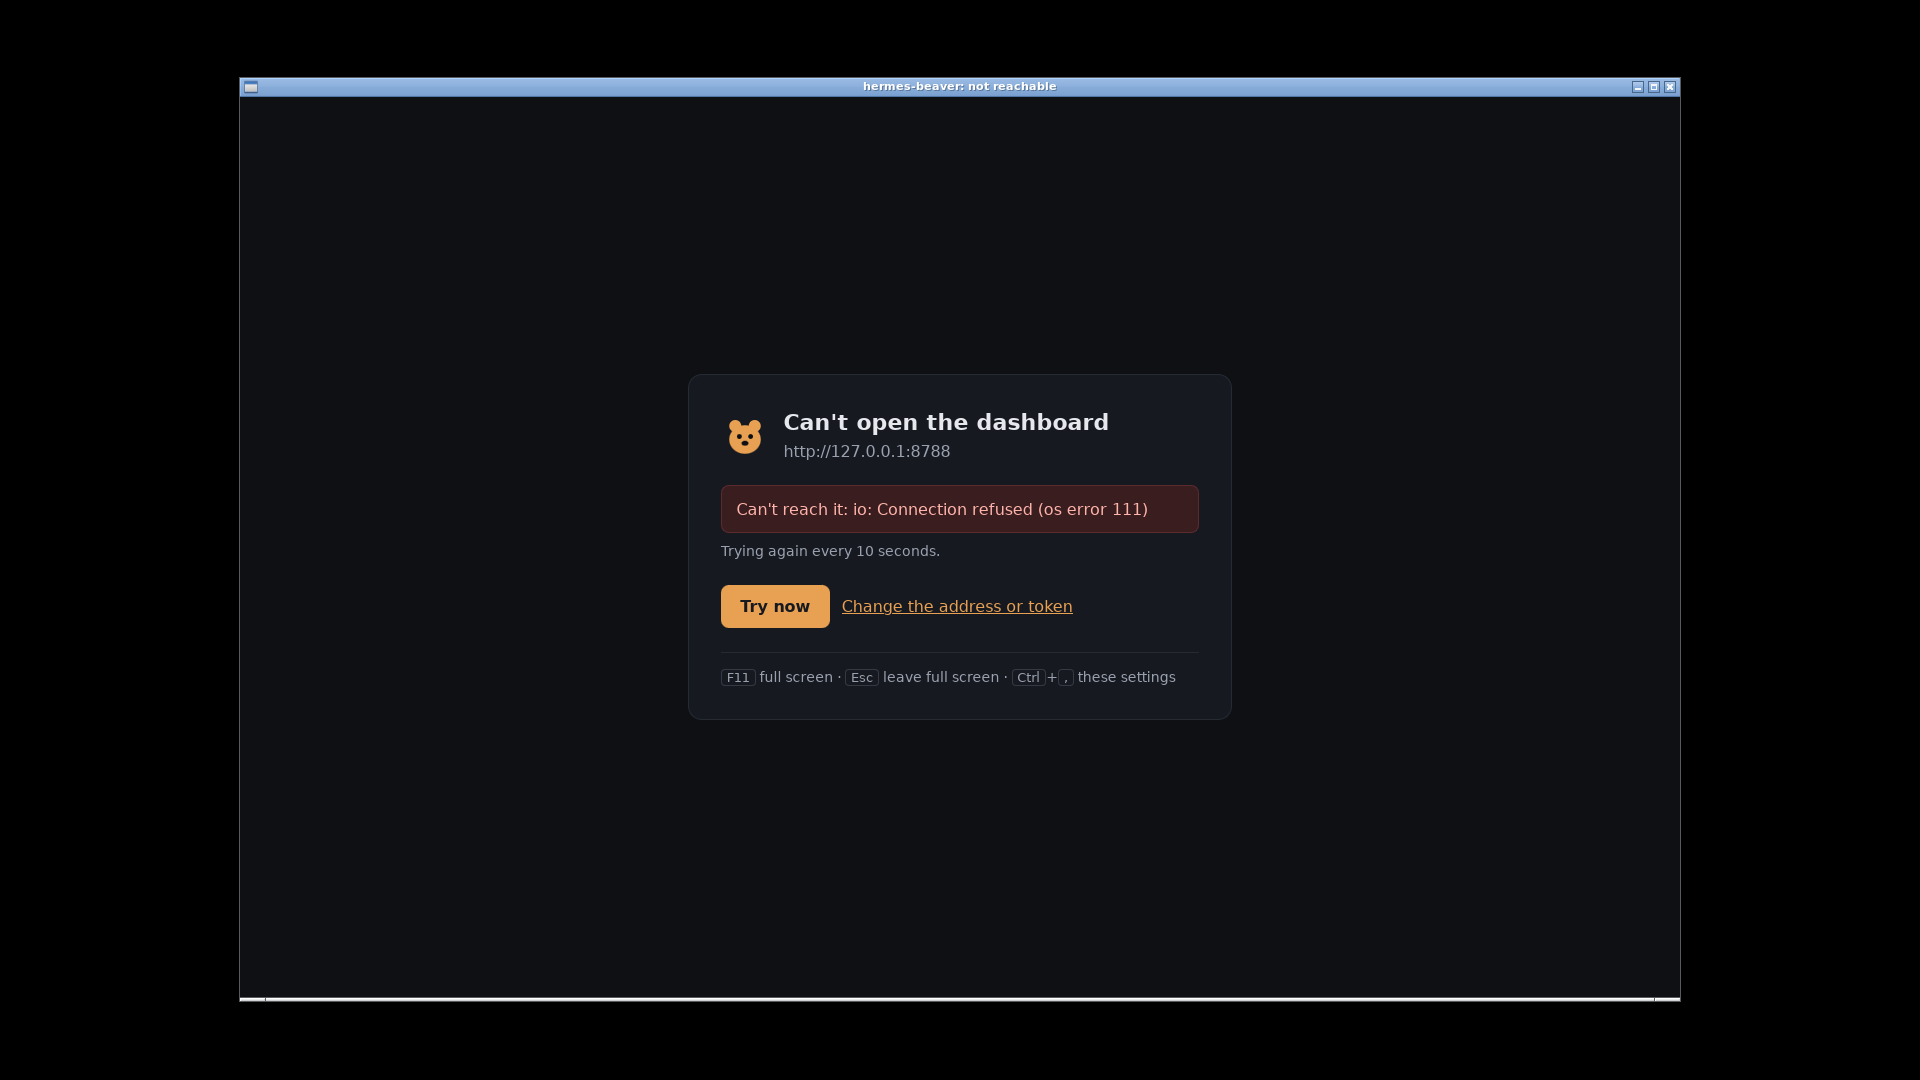 hermes-beaver: not reachable
Can't open the dashboard
http://127.0.0.1:8788
Can't reach it: io: Connection refused (os error 111)
Trying again every 10 seconds.
Try now Change the address or token
F11 full screen · Esc leave full screen · Ctrl+, these settings